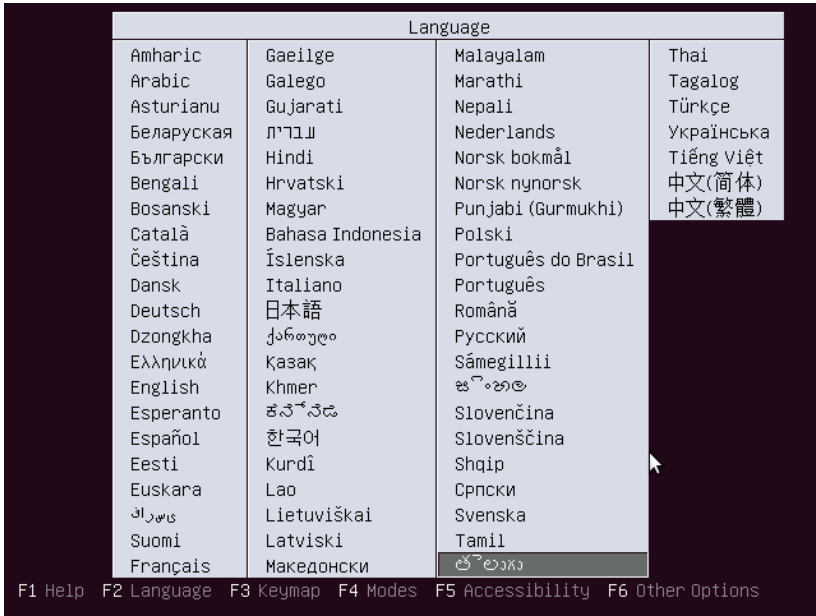 Language
Amharic
Arabic
Asturianu
Беларуская
Български
Bengali
Bosanski
Català
Čeština
Dansk
Deutsch
Dzongkha
Ελληνικά
English
Esperanto
Español
Eesti
Euskara
فارسی
Suomi
Français
Gaeilge
Galego
Gujarati
עברית
Hindi
Hrvatski
Magyar
Bahasa Indonesia
Íslenska
Italiano
日本語
ქართული
Қазақ
Khmer
ಕನ್ನಡ
한국어
Kurdî
Lao
Lietuviškai
Latviski
Македонски
Malayalam
Marathi
Nepali
Nederlands
Norsk bokmål
Norsk nynorsk
Punjabi (Gurmukhi)
Polski
Português do Brasil
Português
Română
Русский
Sámegillii
සිංහල
Slovenčina
Slovenščina
Shqip
Српски
Svenska
Tamil
తెలుగు
Thai
Tagalog
Türkçe
Українська
Tiếng Việt
中文(简体)
中文(繁體)
F1 Help F2 Language F3 Keymap F4 Modes F5 Accessibility F6 Other Options